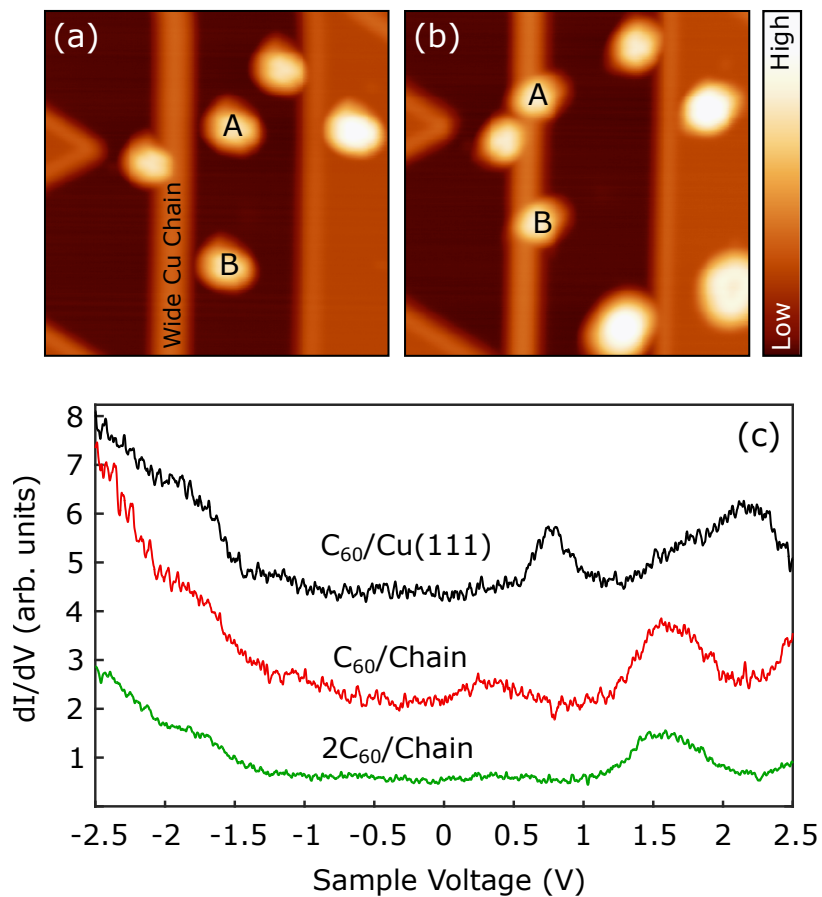 (a)
A
B
Wide Cu Chain
(b)
A
B
High
Low
(c)
dI/dV (arb. units)
8
7
6
5
4
3
2
1
C₆₀/Cu(111)
C₆₀/Chain
2C₆₀/Chain
-2.5 -2 -1.5 -1 -0.5 0 0.5 1 1.5 2 2.5
Sample Voltage (V)